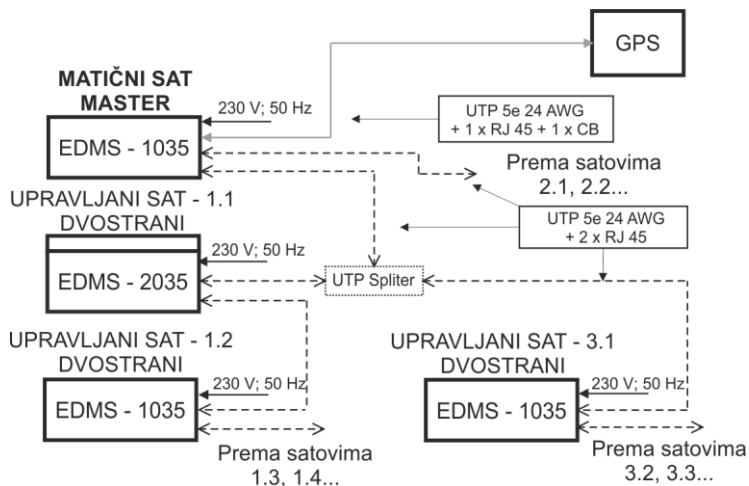 GPS
MATIČNI SAT
MASTER
230 V; 50 Hz
EDMS - 1035
UTP 5e 24 AWG
+ 1 x RJ 45 + 1 x CB
Prema satovima
2.1, 2.2...
UPRAVLJANI SAT - 1.1
DVOSTRANI
230 V; 50 Hz
EDMS - 2035
UTP 5e 24 AWG
+ 2 x RJ 45
UTP Spliter
UPRAVLJANI SAT - 1.2
DVOSTRANI
230 V; 50 Hz
EDMS - 1035
Prema satovima
1.3, 1.4...
UPRAVLJANI SAT - 3.1
DVOSTRANI
230 V; 50 Hz
EDMS - 1035
Prema satovima
3.2, 3.3...